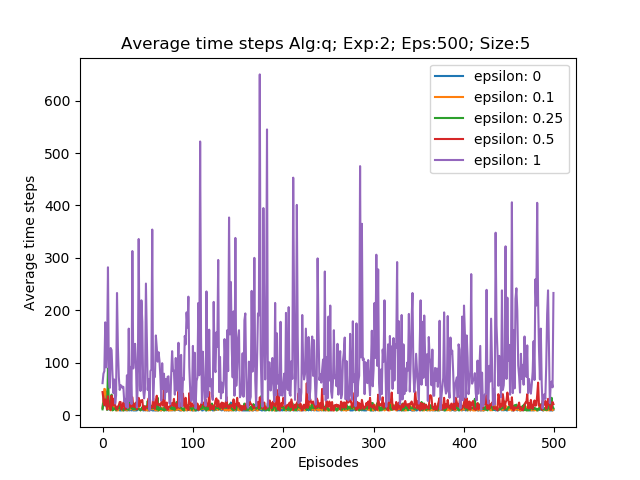 Average time steps Alg:q; Exp:2; Eps:500; Size:5
epsilon: 0
epsilon: 0.1
epsilon: 0.25
epsilon: 0.5
epsilon: 1
Average time steps
600
500
400
300
200
100
0
0 100 200 300 400 500
Episodes